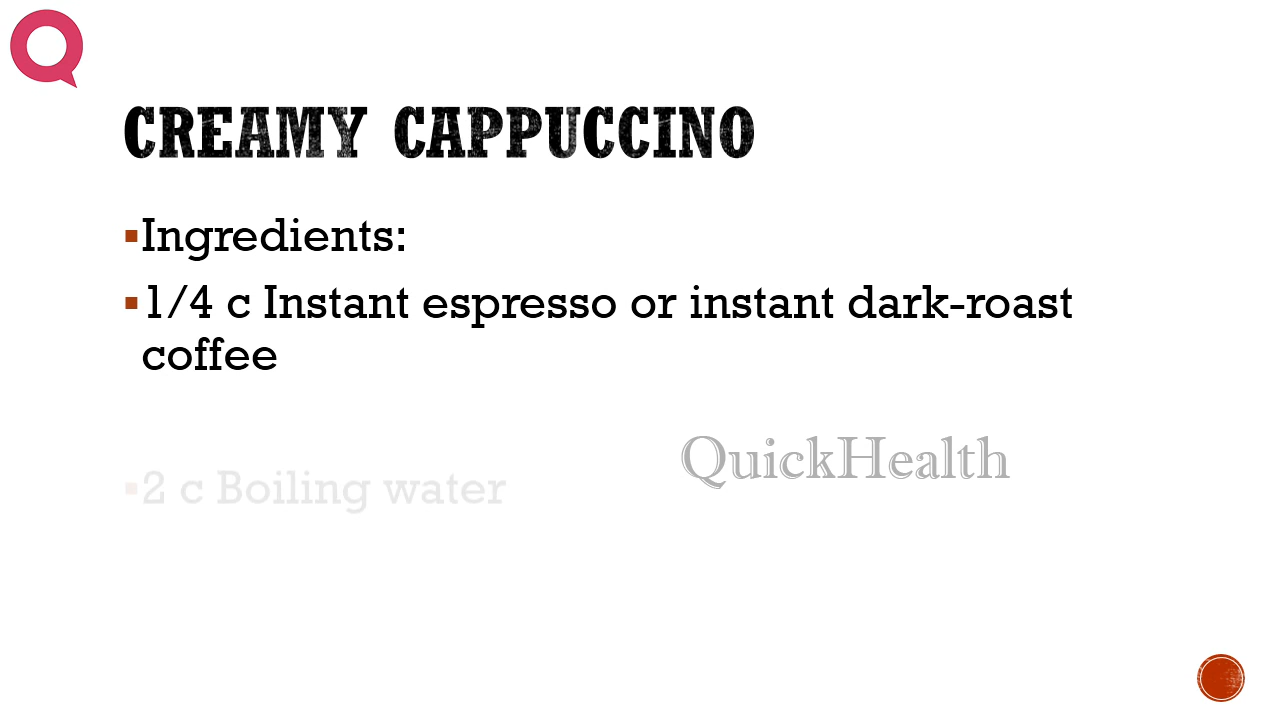 CREAMY CAPPUCCINO
Ingredients:
1/4 c Instant espresso or instant dark-roast
coffee
QuickHealth
2 c Boiling water